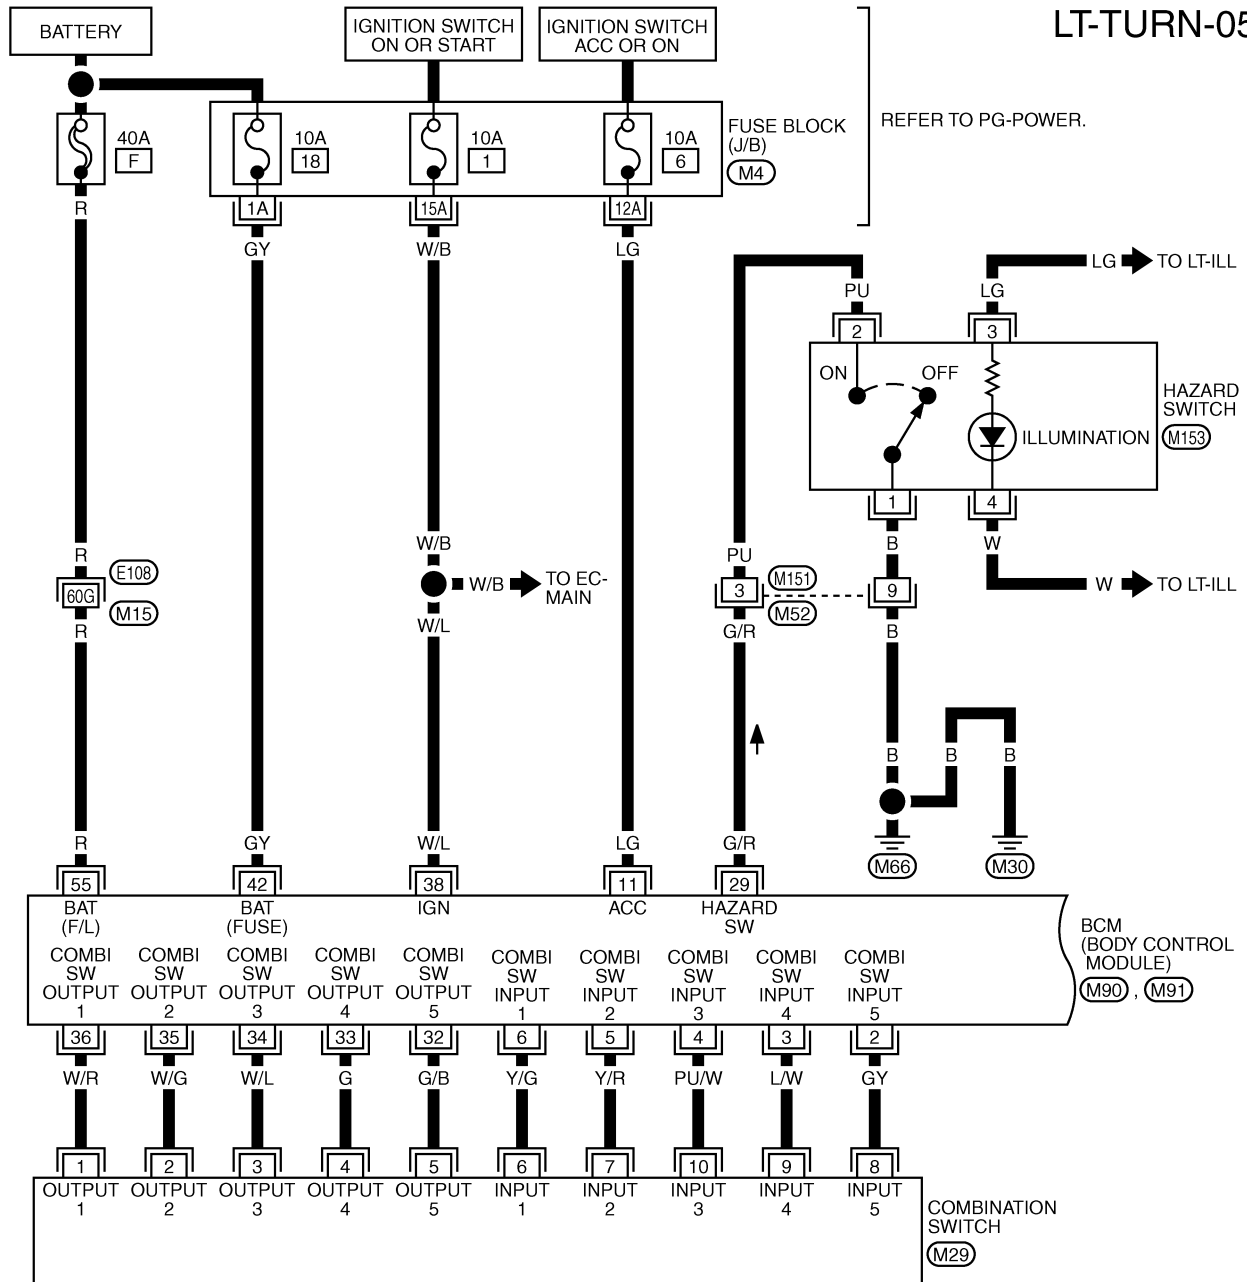 LT-TURN-05
BATTERY
IGNITION SWITCH
ON OR START
IGNITION SWITCH
ACC OR ON
REFER TO PG-POWER.
40A
F
10A
18
10A
1
10A
6
FUSE BLOCK
(J/B)
M4
R
1A
15A
12A
GY
W/B
LG
LG
TO LT-ILL
PU
LG
2
3
ON
OFF
ILLUMINATION
HAZARD
SWITCH
M153
1
4
B
W
R
W/B
PU
E108
60G
M15
W/B
TO EC-
MAIN
3
M151
M52
9
W
TO LT-ILL
R
W/L
G/R
B
B
B
B
M66
M30
R
GY
W/L
LG
G/R
55
42
38
11
29
BAT
(F/L)
BAT
(FUSE)
IGN
ACC
HAZARD
SW
BCM
(BODY CONTROL
MODULE)
M90 , M91
COMBI
SW
OUTPUT
1
COMBI
SW
OUTPUT
2
COMBI
SW
OUTPUT
3
COMBI
SW
OUTPUT
4
COMBI
SW
OUTPUT
5
COMBI
SW
INPUT
1
COMBI
SW
INPUT
2
COMBI
SW
INPUT
3
COMBI
SW
INPUT
4
COMBI
SW
INPUT
5
36
35
34
33
32
6
5
4
3
2
W/R
W/G
W/L
G
G/B
Y/G
Y/R
PU/W
L/W
GY
1
2
3
4
5
6
7
10
9
8
OUTPUT
1
OUTPUT
2
OUTPUT
3
OUTPUT
4
OUTPUT
5
INPUT
1
INPUT
2
INPUT
3
INPUT
4
INPUT
5
COMBINATION
SWITCH
M29